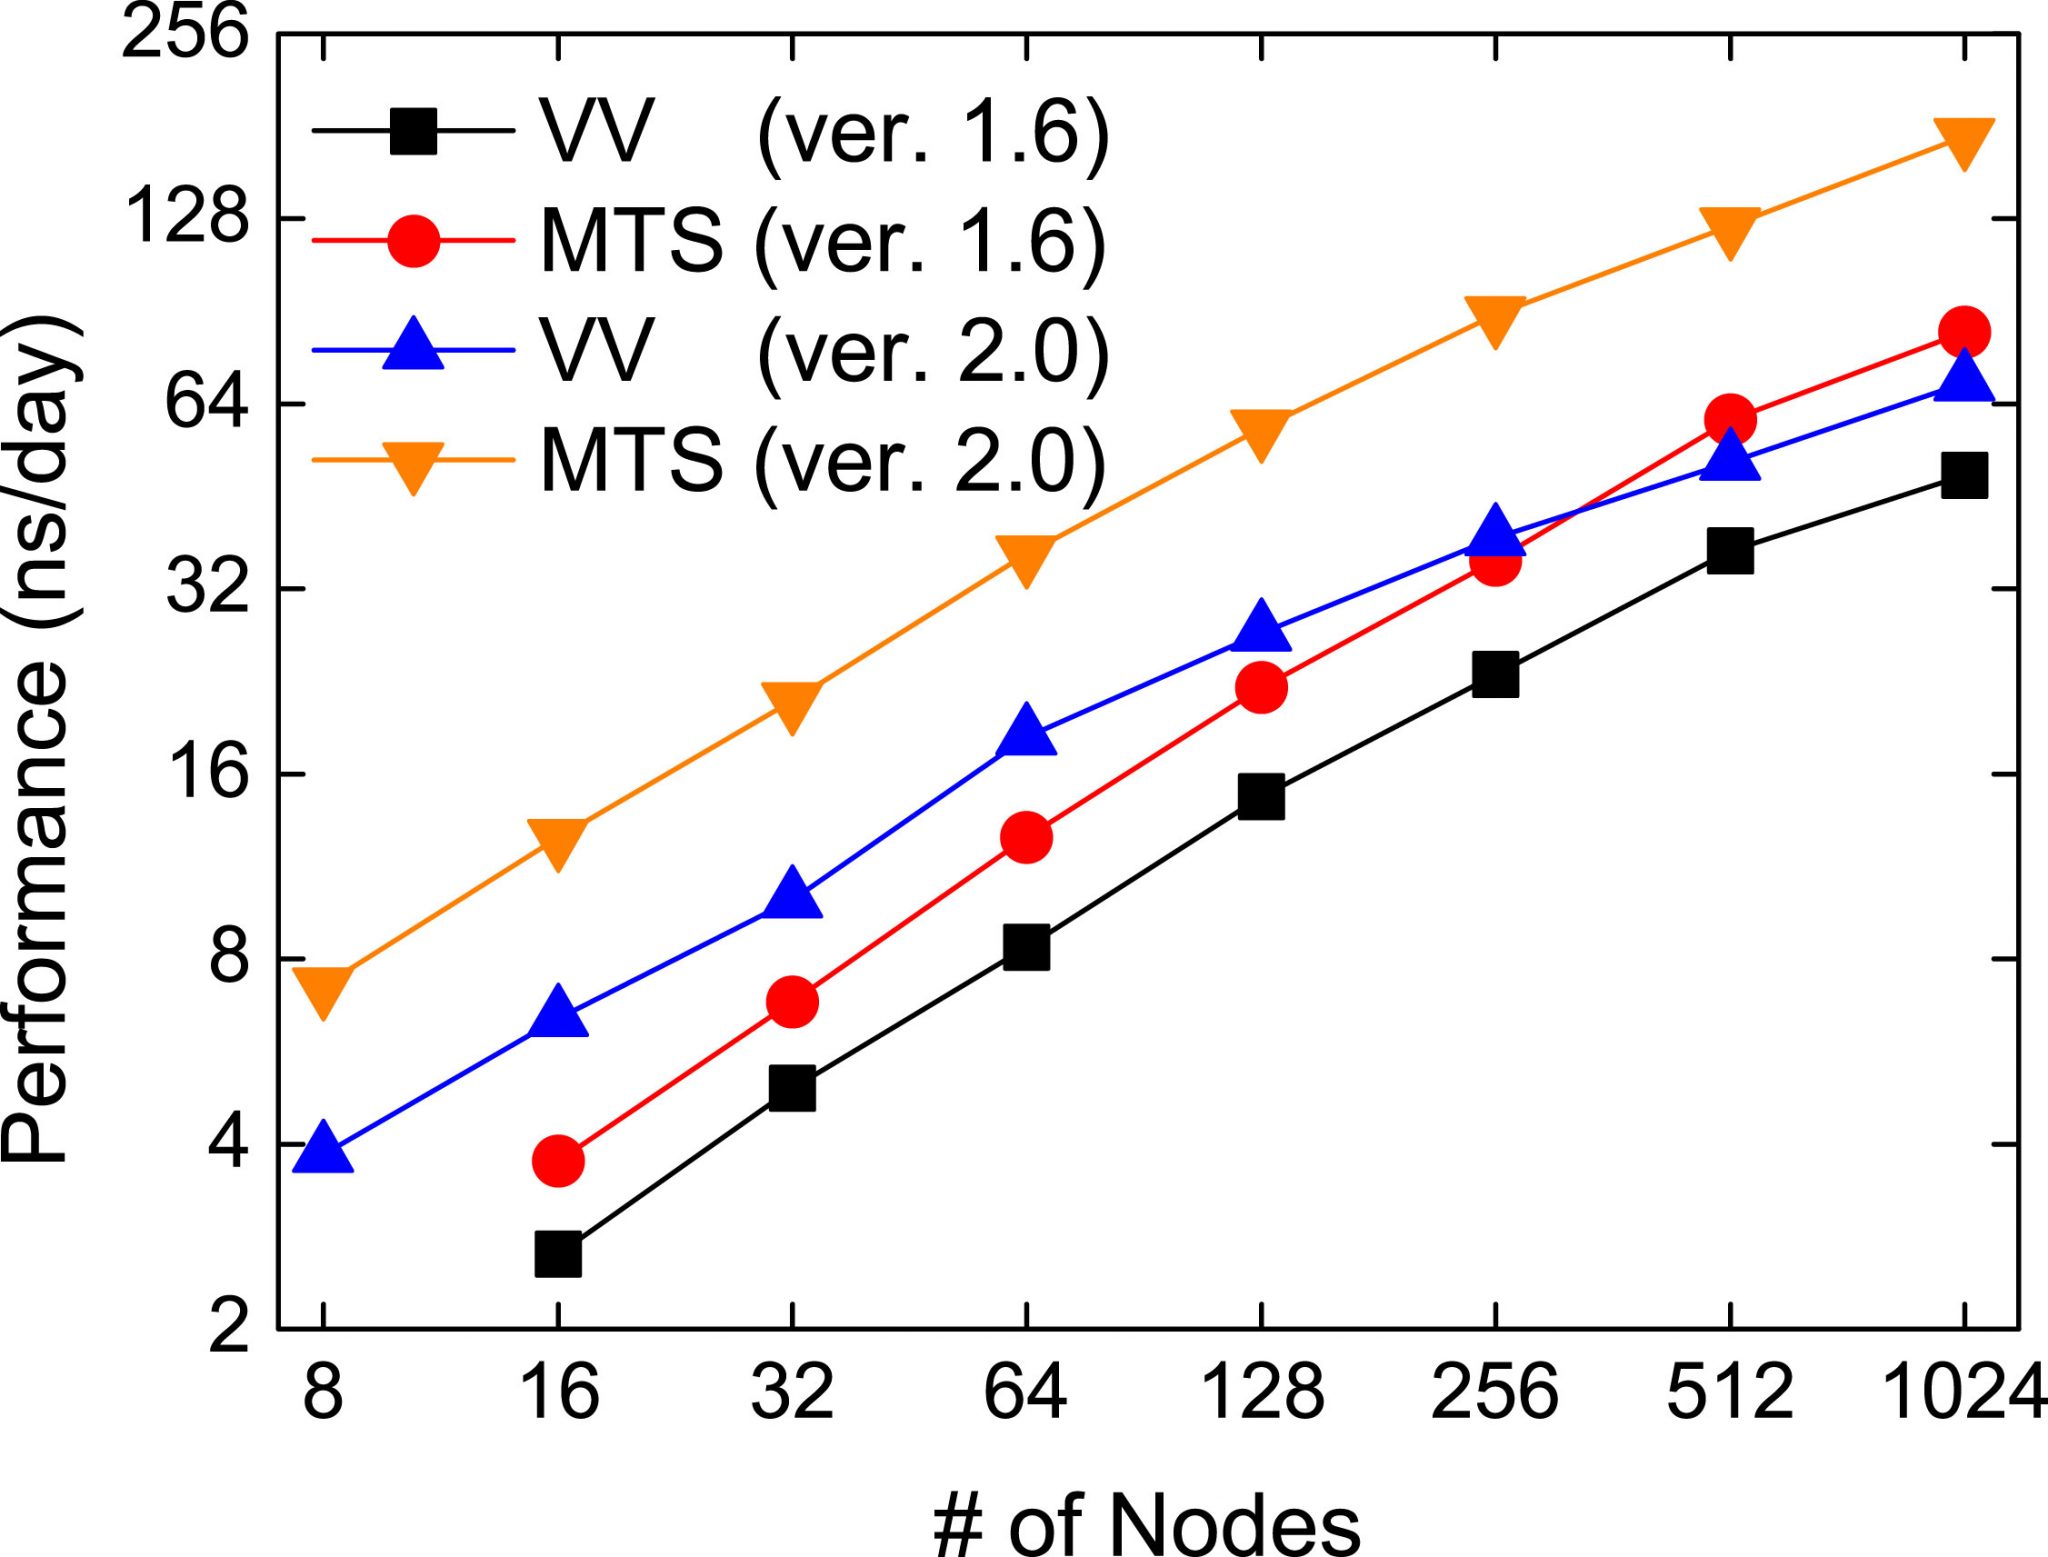 256
128
64
32
16
8
4
2
Performance (ns/day)
VV (ver. 1.6)
MTS (ver. 1.6)
VV (ver. 2.0)
MTS (ver. 2.0)
8 16 32 64 128 256 512 1024
# of Nodes